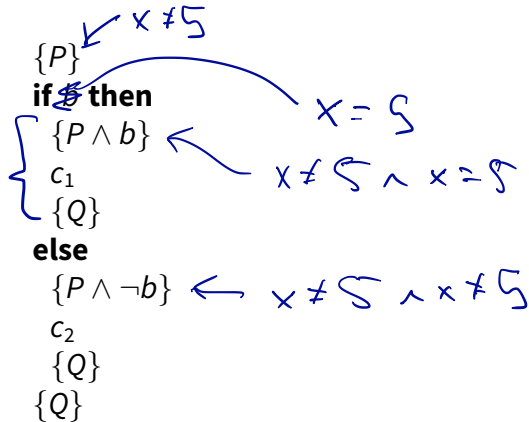 x ≠ 5
{P}
if b then
x = 5
{P ∧ b}
x ≠ 5 ∧ x = 5
c₁
{Q}
else
{P ∧ ¬b}
x ≠ 5 ∧ x ≠ 5
c₂
{Q}
{Q}